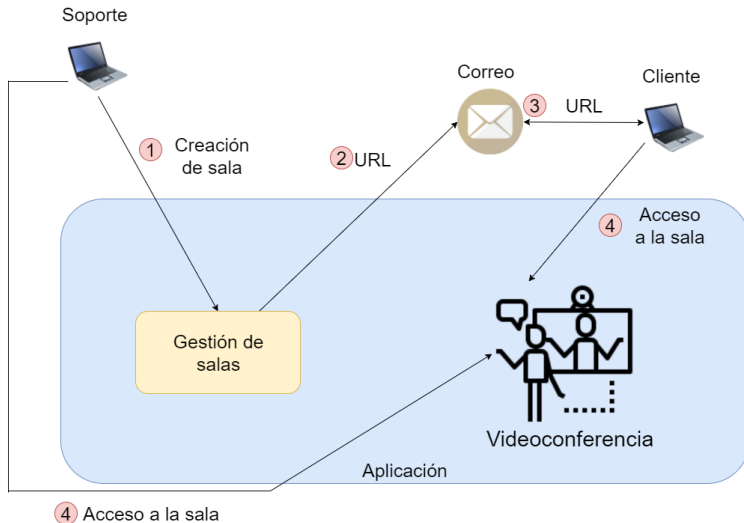 Soporte
Correo
Cliente
3 URL
1 Creación
de sala
2 URL
4 Acceso
a la sala
Gestión de
salas
Videoconferencia
Aplicación
4 Acceso a la sala